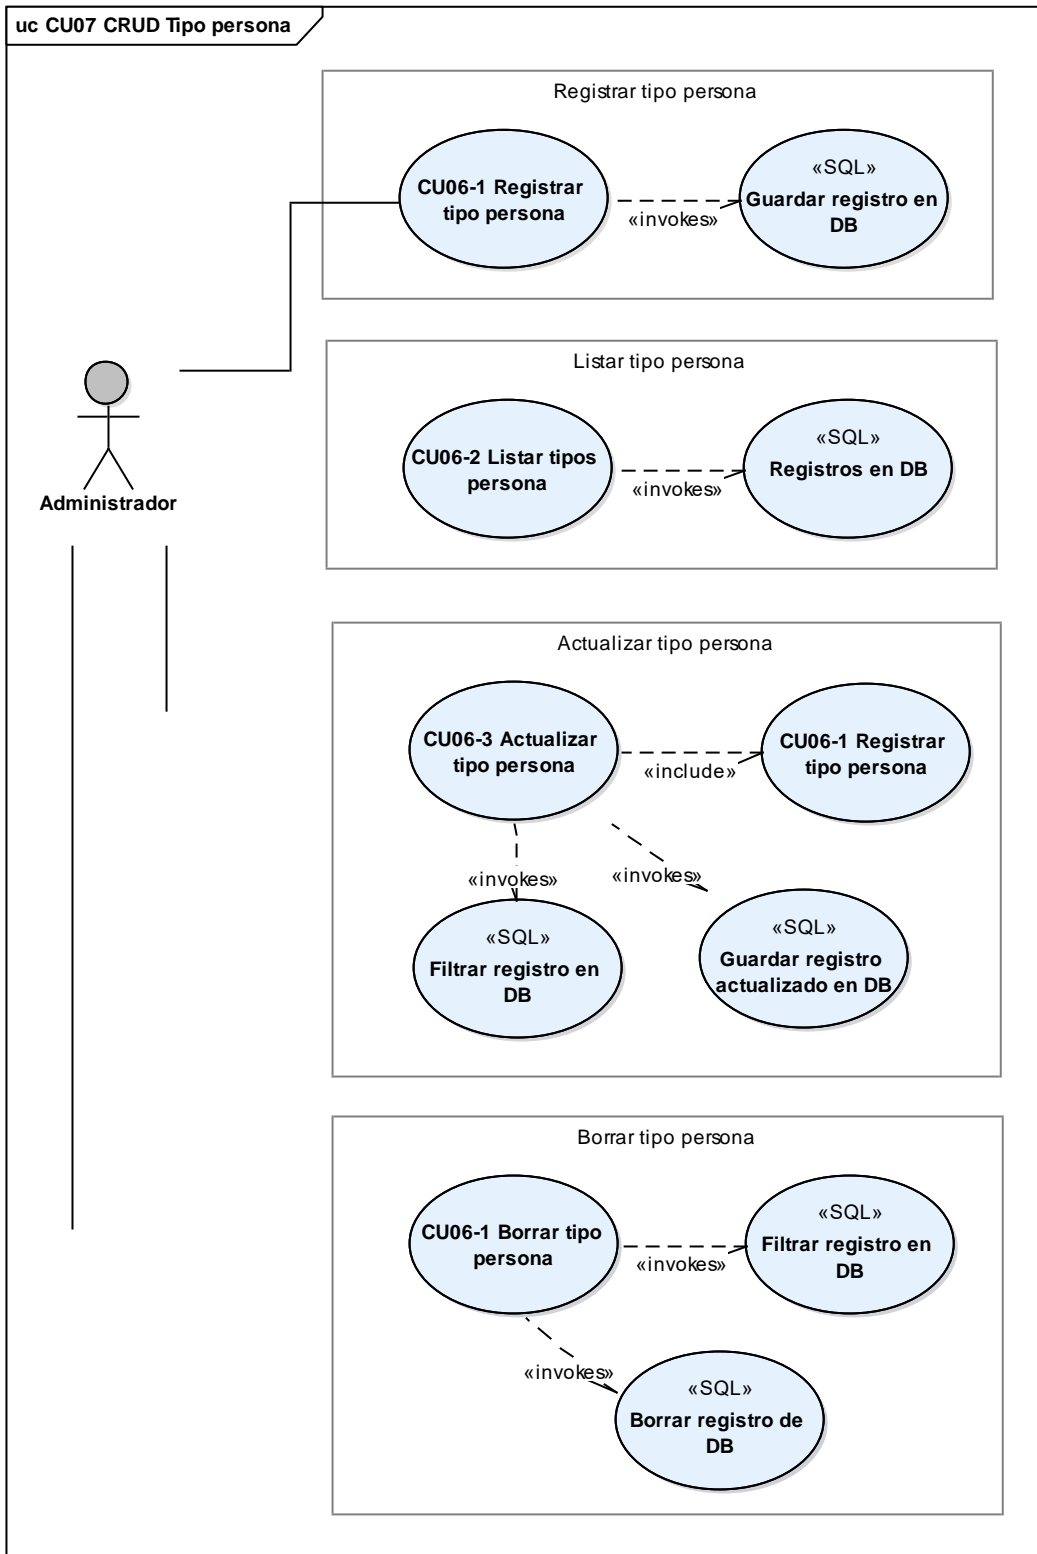 uc CU07 CRUD Tipo persona
Registrar tipo persona
CU06-1 Registrar
tipo persona
«invokes»
«SQL»
Guardar registro en
DB
Listar tipo persona
CU06-2 Listar tipos
persona
«invokes»
«SQL»
Registros en DB
Administrador
Actualizar tipo persona
CU06-3 Actualizar
tipo persona
«include»
CU06-1 Registrar
tipo persona
«invokes»
«invokes»
«SQL»
Filtrar registro en
DB
«SQL»
Guardar registro
actualizado en DB
Borrar tipo persona
CU06-1 Borrar tipo
persona
«invokes»
«SQL»
Filtrar registro en
DB
«invokes»
«SQL»
Borrar registro de
DB